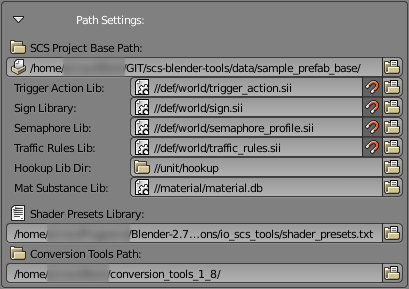 Path Settings:
SCS Project Base Path:
/home/ /GIT/scs-blender-tools/data/sample_prefab_base/
Trigger Action Lib: //def/world/trigger_action.sii
Sign Library: //def/world/sign.sii
Semaphore Lib: //def/world/semaphore_profile.sii
Traffic Rules Lib: //def/world/traffic_rules.sii
Hookup Lib Dir: //unit/hookup
Mat Substance Lib: //material/material.db
Shader Presets Library:
/home/ /Blender-2.7...ons/io_scs_tools/shader_presets.txt
Conversion Tools Path:
/home/ /conversion_tools_1_8/